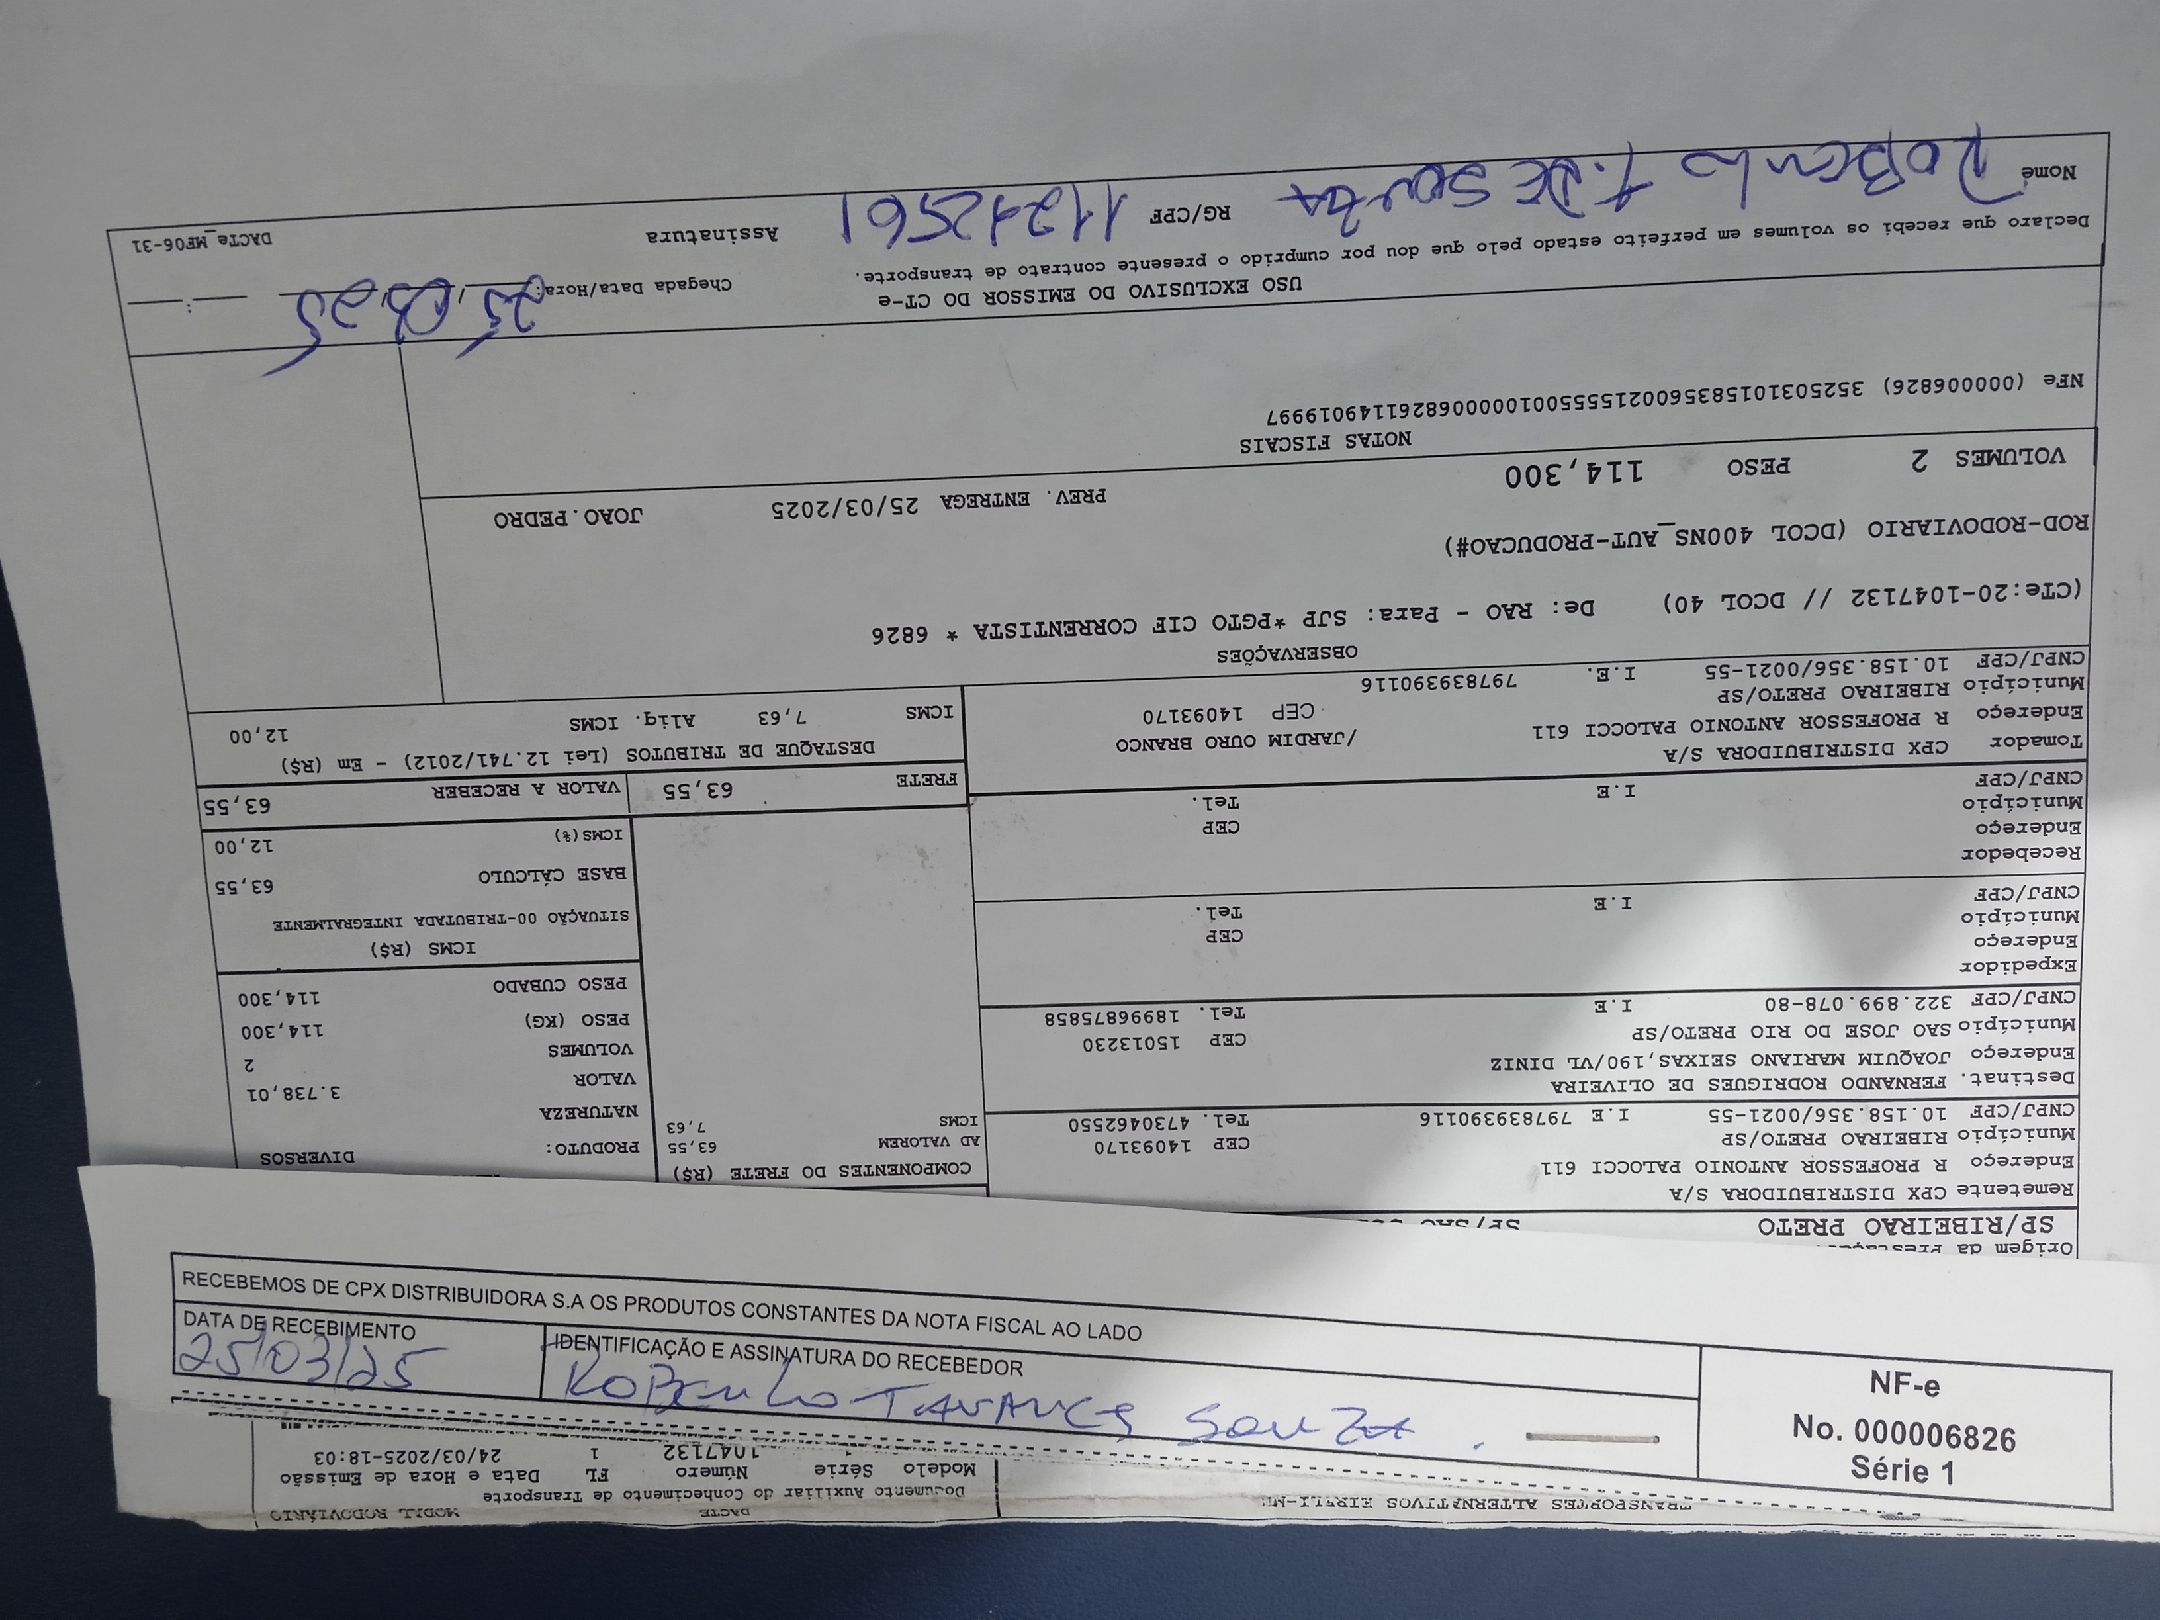 RECEBEMOS DE CPX DISTRIBUIDORA S.A OS PRODUTOS CONSTANTES DA NOTA FISCAL AO LADO
DATA DE RECEBIMENTO
25/03/25
IDENTIFICAÇÃO E ASSINATURA DO RECEBEDOR
SOUZA
NF-e
No. 000006826
Série 1
TRANSPORTES ALTERNATIVOS EIRELI-M
DACTE MODAL RODOVIÁRIO
Documento Auxiliar do Conhecimento de Transporte
Modelo Série Número FL Data e Hora de Emissão
1047132 1 24/03/2025-18:03
Origem da
SP/RIBEIRAO PRETO
Remetente CPX DISTRIBUIDORA S/A
Endereço R PROFESSOR ANTONIO PALOCCI 611
Município RIBEIRAO PRETO/SP CEP 14093170
CNPJ/CPF 10.158.356/0021-55 I.E 797839390116 Tel. 4730462550
Destinat. FERNANDO RODRIGUES DE OLIVEIRA
Endereço JOAQUIM MARIANO SEIXAS,190/VL DINIZ
Município SAO JOSE DO RIO PRETO/SP CEP 15013230
CNPJ/CPF 322.899.078-80 I.E Tel. 18996875858
Expedidor
Endereço
Município CEP
CNPJ/CPF I.E Tel.
Recebedor
Endereço
Município CEP
CNPJ/CPF I.E Tel.
Tomador CPX DISTRIBUIDORA S/A
Endereço R PROFESSOR ANTONIO PALOCCI 611 /JARDIM OURO BRANCO
Município RIBEIRAO PRETO/SP CEP 14093170
CNPJ/CPF 10.158.356/0021-55 I.E. 797839390116
COMPONENTES DO FRETE (R$)
AD VALOREM 63,55
ICMS 7,63
PRODUTO: DIVERSOS
NATUREZA
VALOR 3.738,01
VOLUMES 2
PESO (KG) 114,300
PESO CUBADO 114,300
ICMS (R$)
SITUAÇÃO 00-TRIBUTADA INTEGRALMENTE
BASE CÁLCULO 63,55
ICMS(%) 12,00
FRETE 63,55 VALOR A RECEBER 63,55
DESTAQUE DE TRIBUTOS (Lei 12.741/2012) - Em (R$)
ICMS 7,63 Aliq. ICMS 12,00
OBSERVAÇÕES
(CTe:20-1047132 // DCOL 40) De: RAO - Para: SJP *PGTO CIF CORRENTISTA * 6826
ROD-RODOVIARIO (DCOL 400NS_AUT-PRODUCAO#)
VOLUMES 2 PESO 114,300 PREV. ENTREGA 25/03/2025 JOAO.PEDRO
NOTAS FISCAIS
NFe (000006826) 35250310158356002155550010000068261149019997
USO EXCLUSIVO DO EMISSOR DO CT-e
Declaro que recebi os volumes em perfeito estado pelo que dou por cumprido o presente contrato de transporte.
Chegada Data/Hora: 25,03,25 __:__
Nome DE SOUZA RG/CPF 11242561 Assinatura
DACTe_MF06-31